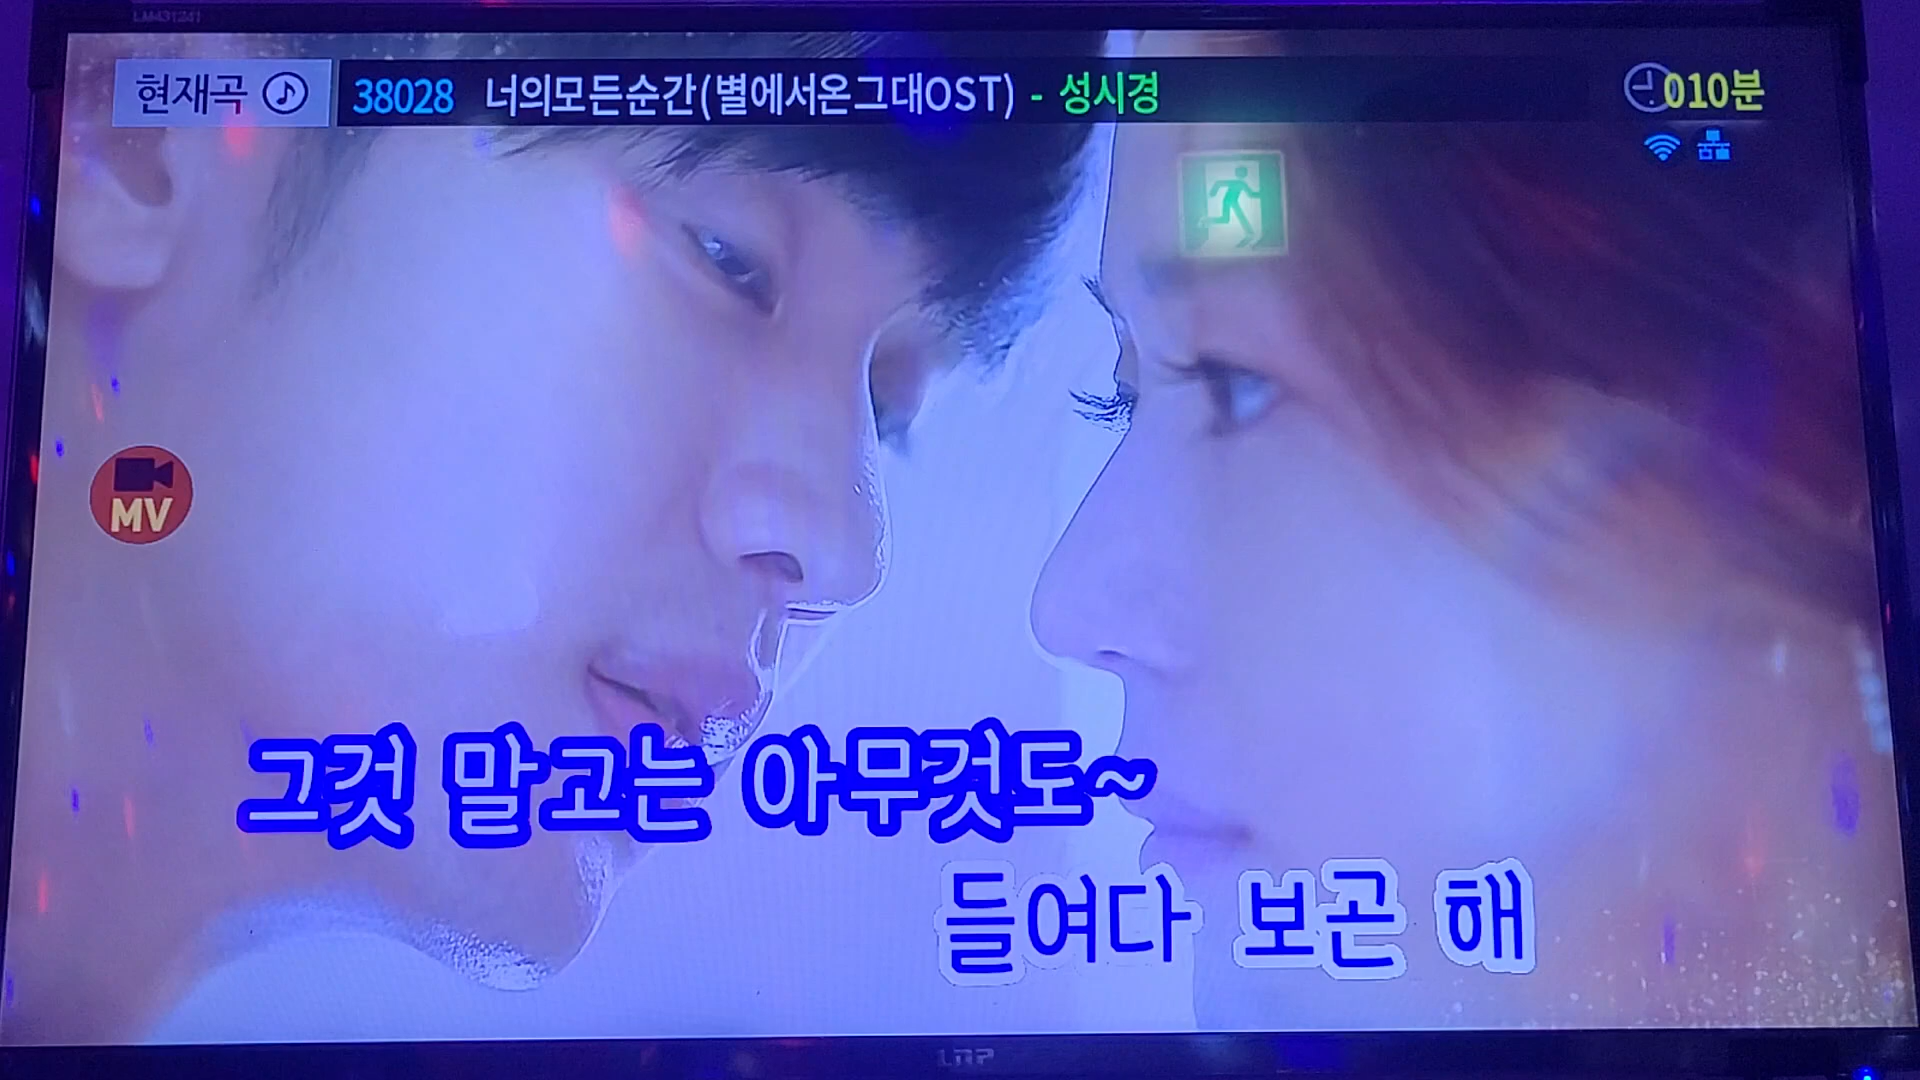 현재곡 38028 너의모든순간(별에서온그대OST) - 성시경 010분
MV
그것 말고는 아무것도~
들여다 보곤 해